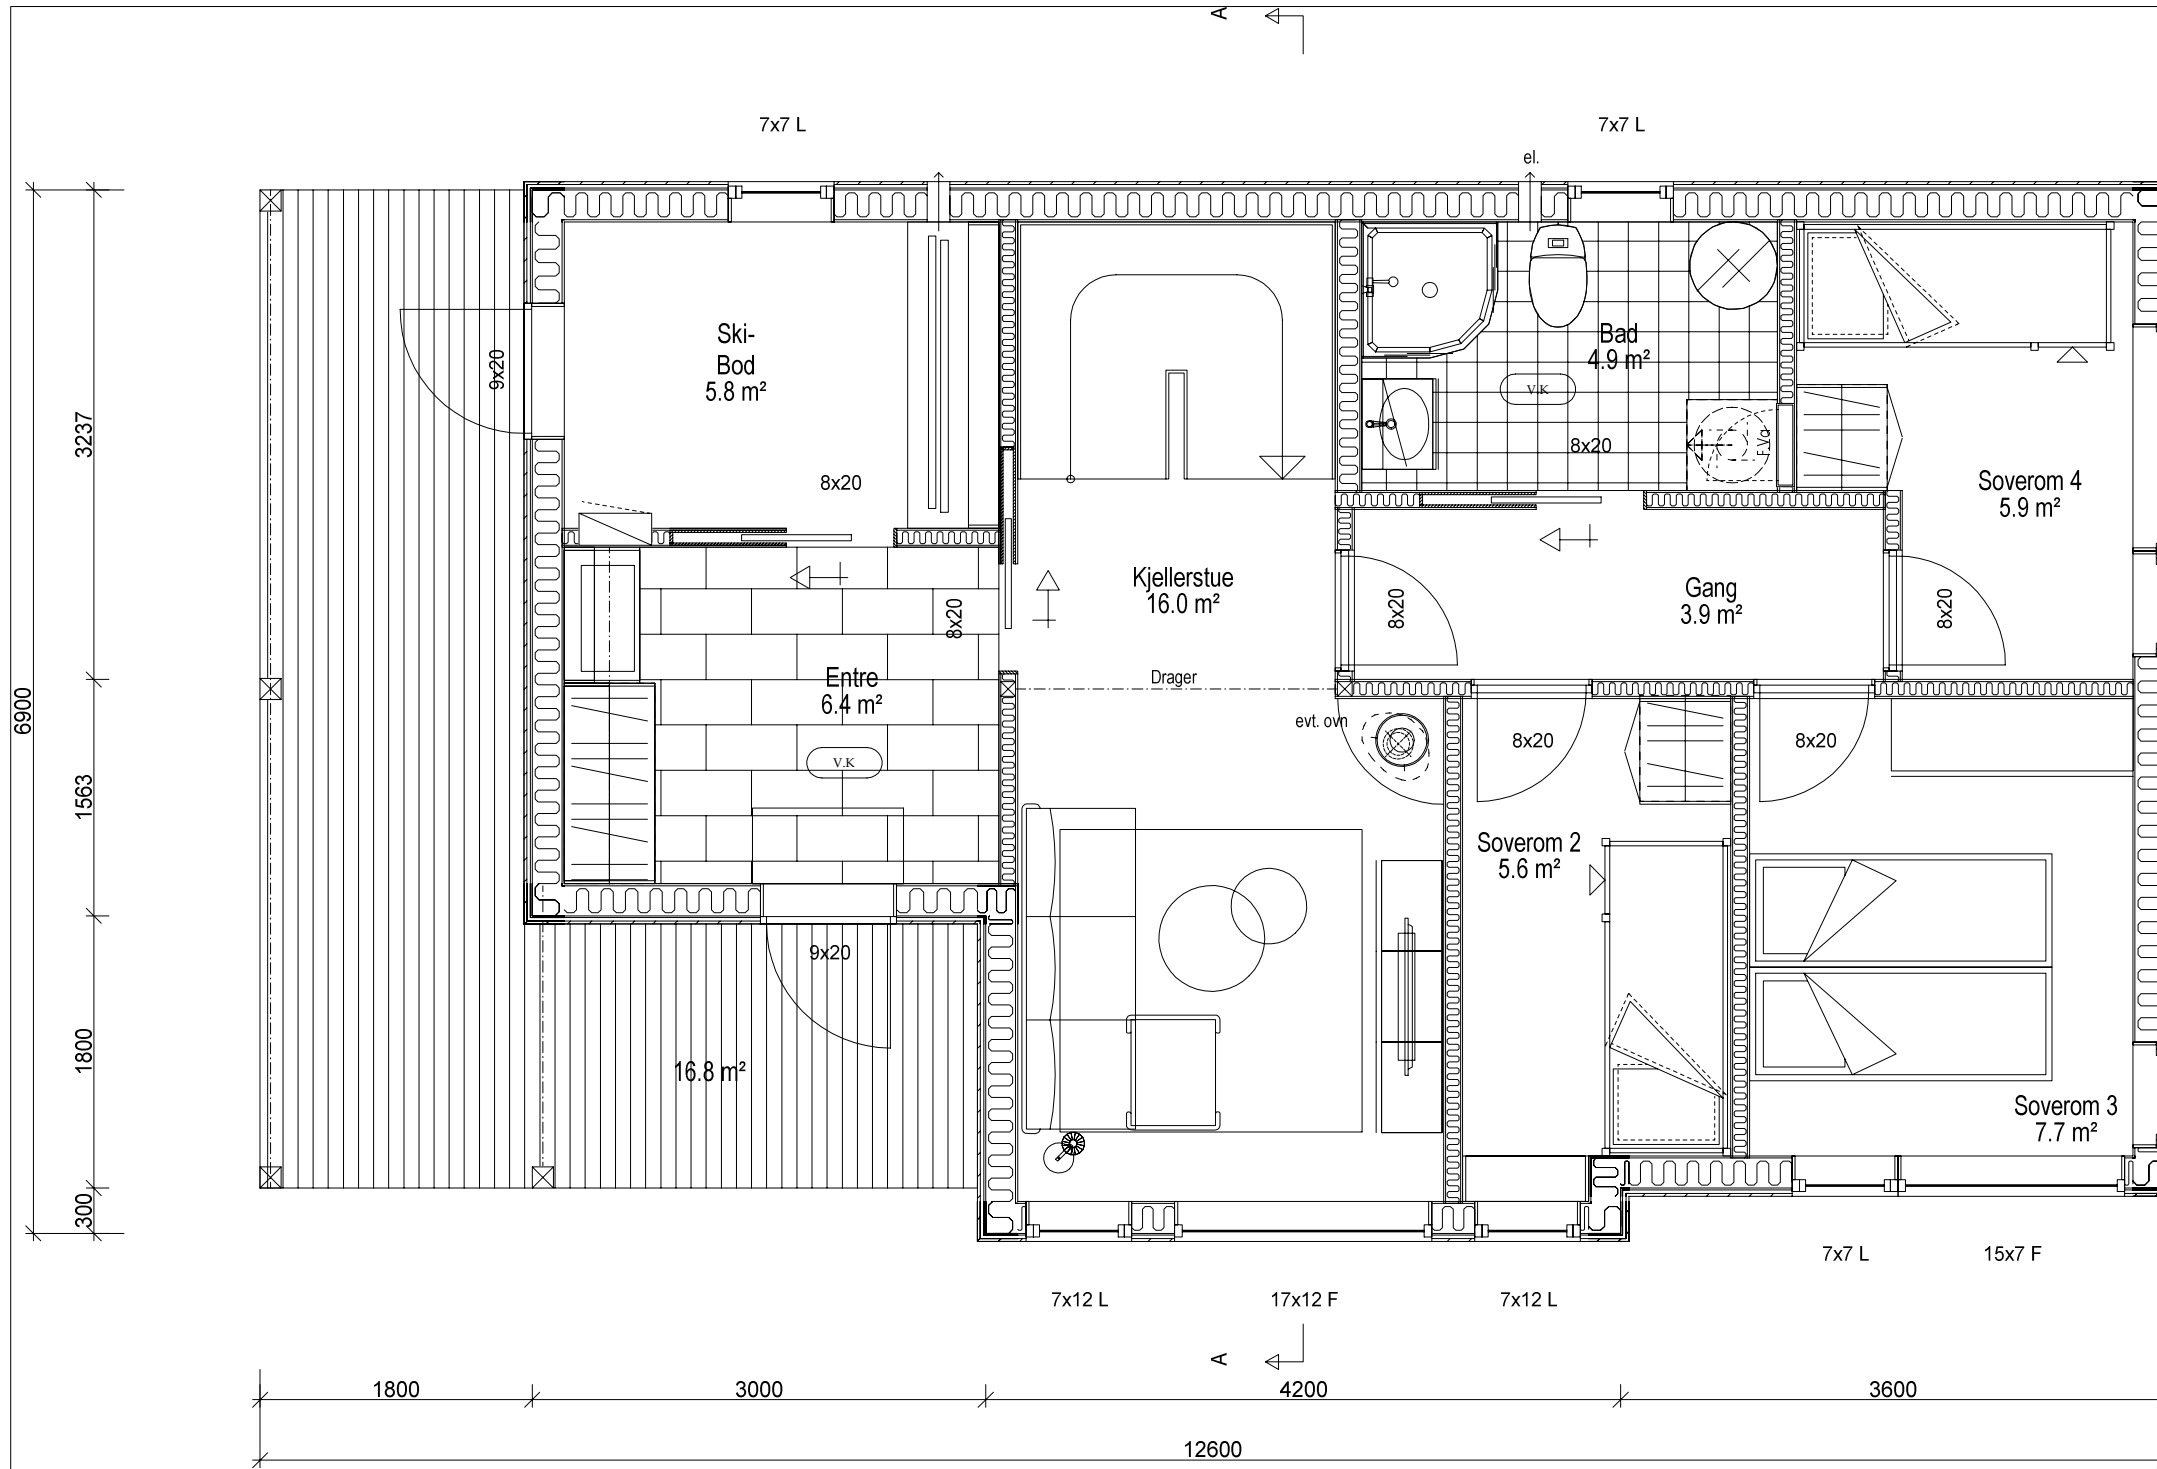 A
7x7 L
7x7 L
el.
Ski-
Bod
5.8 m²
9x20
8x20
Bad
4.9 m²
V.K
8x20
F.Va
Soverom 4
5.9 m²
Kjellerstue
16.0 m²
8x20
Gang
3.9 m²
8x20
8x20
Entre
6.4 m²
V.K
Drager
evt. ovn
8x20
8x20
Soverom 2
5.6 m²
9x20
16.8 m²
Soverom 3
7.7 m²
7x7 L
15x7 F
7x12 L
17x12 F
7x12 L
A
6900
3237
1563
1800
300
1800
3000
4200
3600
12600